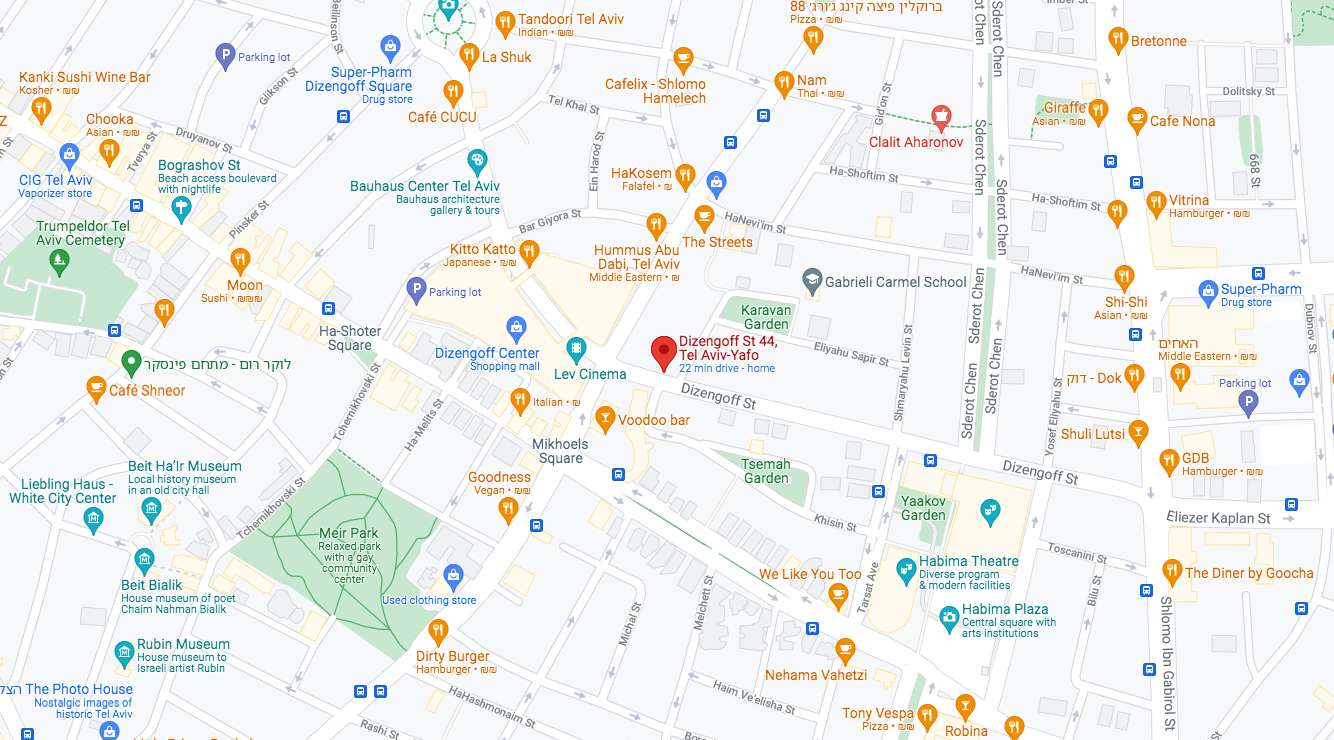 ברוקלין פיצה קינג ג'ורג' 88
Pizza • ₪₪
Tandoori Tel Aviv
Indian • ₪₪
Sderot Chen
Sderot Chen
Bretonne
La Shuk
Parking lot
Super-Pharm
Dizengoff Square
Drug store
Glikson St
Kanki Sushi Wine Bar
Kosher • ₪₪
Cafelix - Shlomo
Hamelech
Nam
Thai • ₪₪
Dolitsky St
Café CUCU
Tel Khai St
Gid'on St
Giraffe
Asian • ₪₪
Cafe Nona
Chooka
Asian • ₪₪
Druyanov St
Tverya St
Clalit Aharonov
Sderot Chen
Z
Bograshov St
Beach access boulevard
with nightlife
Ein Harod St
HaKosem
Falafel • ₪
Ha-Shoftim St
668 St
CIG Tel Aviv
Vaporizer store
Bauhaus Center Tel Aviv
Bauhaus architecture
gallery & tours
Sderot Chen
Ha-Shoftim St
Vitrina
Hamburger • ₪₪
Pinsker St
Bar Giyora St
HaNevi'im St
Trumpeldor Tel
Aviv Cemetery
The Streets
Kitto Katto
Japanese • ₪₪
Hummus Abu
Dabi, Tel Aviv
Middle Eastern • ₪
HaNevi'im St
Moon
Sushi • ₪₪₪
Parking lot
Gabrieli Carmel School
Sderot Chen
Shi-Shi
Asian • ₪₪
Super-Pharm
Drug store
Karavan
Garden
Dubnov St
Ha-Shoter
Square
Dizengoff Center
Shopping mall
Lev Cinema
Dizengoff St 44,
Tel Aviv-Yafo
22 min drive - home
Eliyahu Sapir St
Shmaryahu Levin St
Sderot Chen
Sderot Chen
האחים
Middle Eastern • ₪₪
לוקר רום - מתחם פינסקר
Café Shneor
Dizengoff St
דוק - Dok
Parking lot
Tchernikhovski St
Italian • ₪
Ha-Melits St
Voodoo bar
Yosef Eliyahu St
Shuli Lutsi
Mikhoels
Square
Dizengoff St
GDB
Hamburger • ₪₪
Beit Ha'Ir Museum
Local history museum
in an old city hall
Goodness
Vegan • ₪₪
Tsemah
Garden
Liebling Haus -
White City Center
Tchernikhovski St
Yaakov
Garden
Khisin St
Eliezer Kaplan St
Meir Park
Relaxed park
with a gay
community
center
Toscanini St
Beit Bialik
House museum of poet
Chaim Nahman Bialik
Used clothing store
We Like You Too
Tarsat Ave
Habima Theatre
Diverse program
& modern facilities
Bilu St
The Diner by Goocha
Melchett St
Michal St
Habima Plaza
Central square with
arts institutions
Shlomo Ibn Gabirol St
Rubin Museum
House museum to
Israeli artist Rubin
Dirty Burger
Hamburger • ₪₪
Nehama Vahetzi
The Photo House
Nostalgic images of
historic Tel Aviv
HaHashmonaim St
Haim Ve'elisha St
Rashi St
Tony Vespa
Pizza • ₪₪
Robina